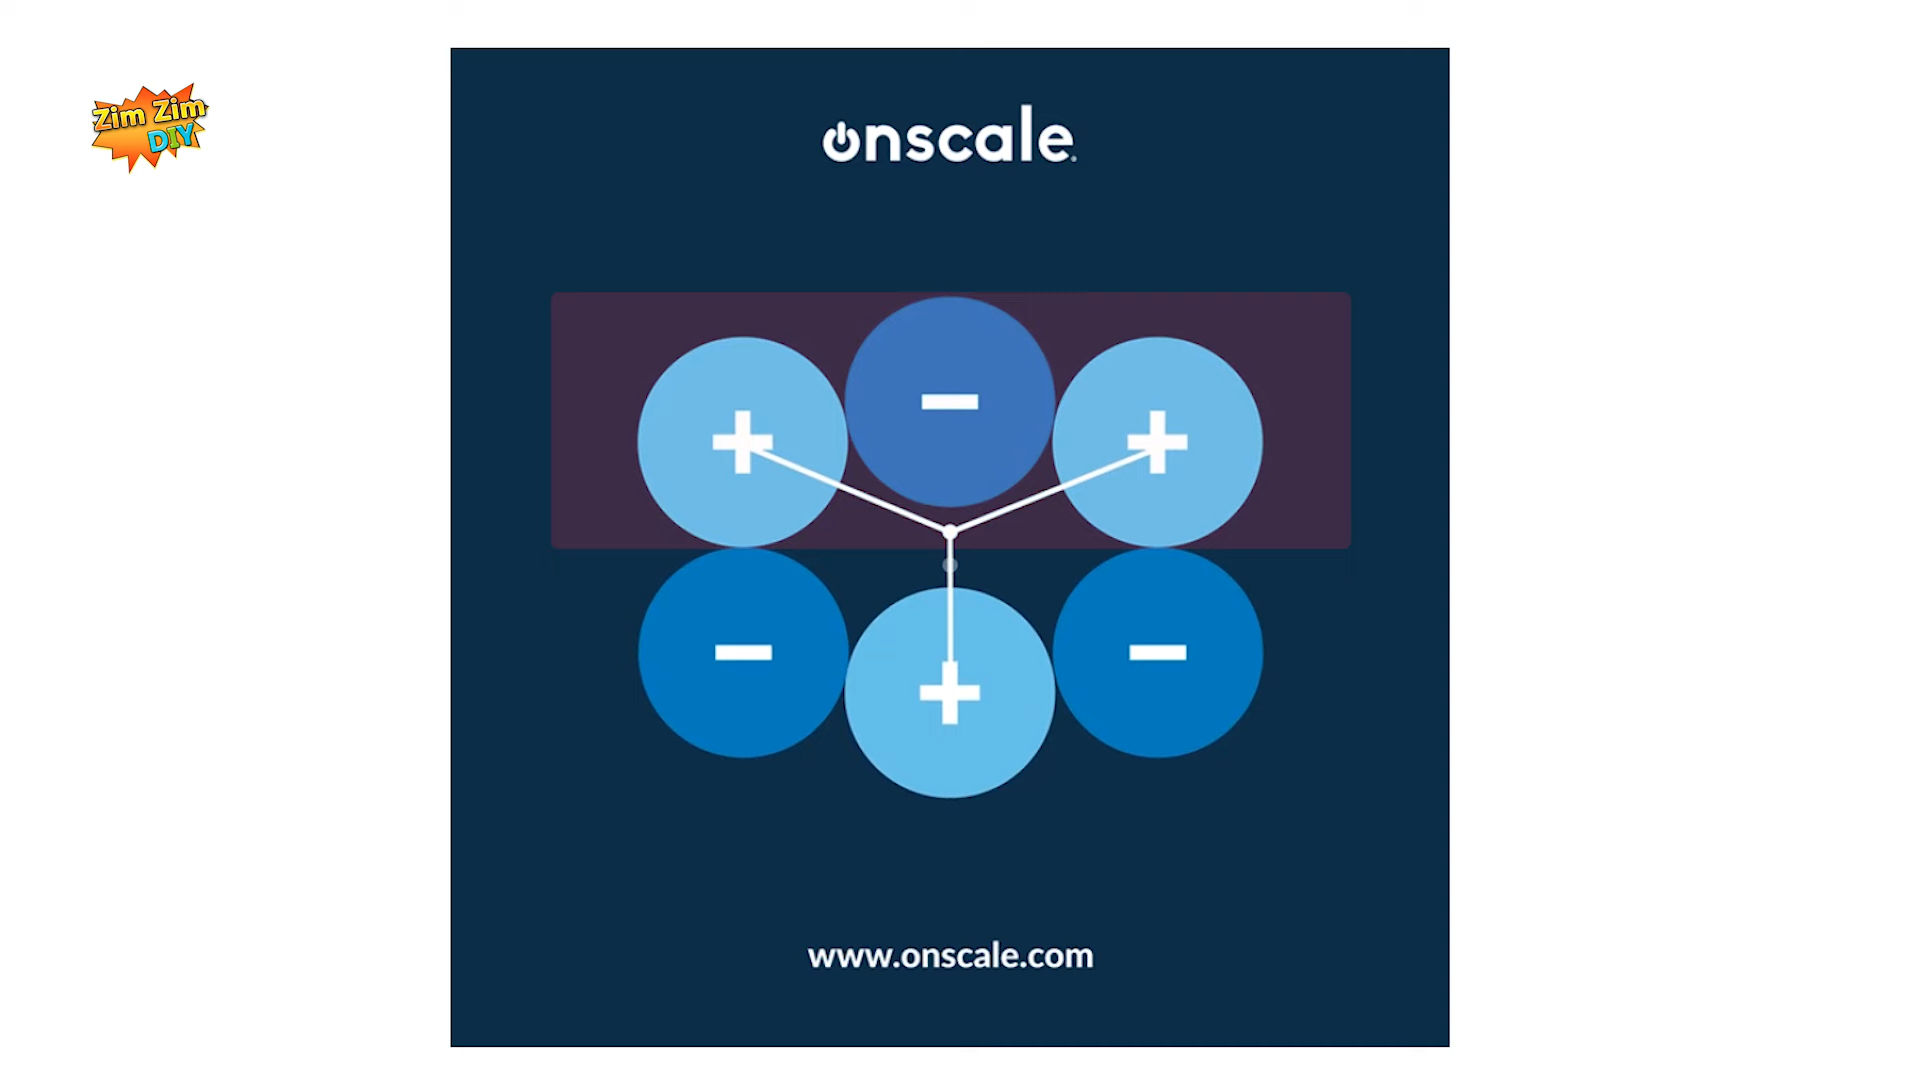 Zim Zim
DIY
onscale.
−
+ +
− −
+
www.onscale.com